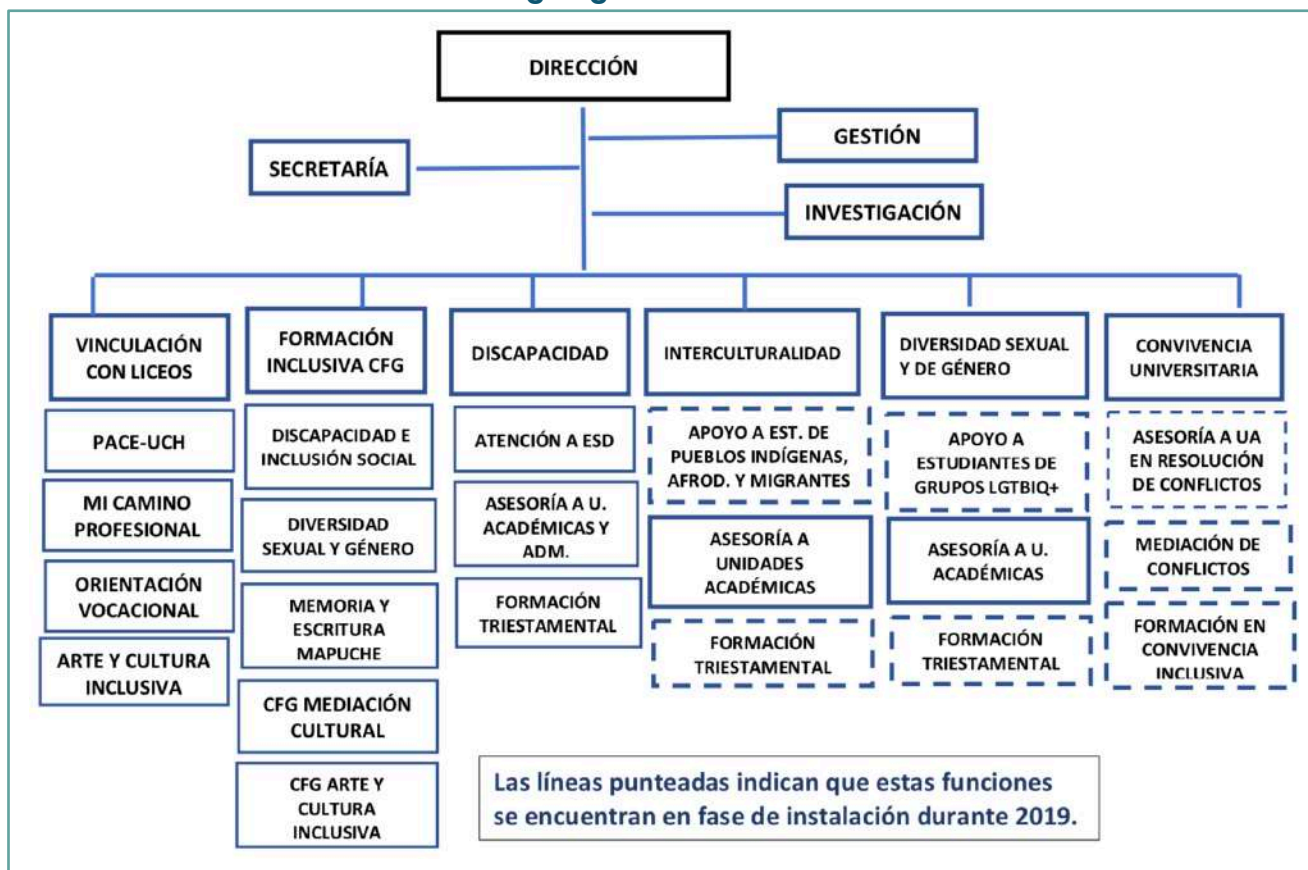 DIRECCIÓN
GESTIÓN
SECRETARÍA
INVESTIGACIÓN
VINCULACIÓN
CON LICEOS
PACE-UCH
MI CAMINO
PROFESIONAL
ORIENTACIÓN
VOCACIONAL
ARTE Y CULTURA
INCLUSIVA
FORMACIÓN
INCLUSIVA CFG
DISCAPACIDAD E
INCLUSIÓN SOCIAL
DIVERSIDAD
SEXUAL Y GÉNERO
MEMORIA Y
ESCRITURA
MAPUCHE
CFG MEDIACIÓN
CULTURAL
CFG ARTE Y
CULTURA
INCLUSIVA
DISCAPACIDAD
ATENCIÓN A ESD
ASESORÍA A U.
ACADÉMICAS Y
ADM.
FORMACIÓN
TRIESTAMENTAL
INTERCULTURALIDAD
APOYO A EST. DE
PUEBLOS INDÍGENAS,
AFROD. Y MIGRANTES
ASESORÍA A
UNIDADES
ACADÉMICAS
FORMACIÓN
TRIESTAMENTAL
DIVERSIDAD SEXUAL
Y DE GÉNERO
APOYO A
ESTUDIANTES DE
GRUPOS LGTBIQ+
ASESORÍA A U.
ACADÉMICAS
FORMACIÓN
TRIESTAMENTAL
CONVIVENCIA
UNIVERSITARIA
ASESORÍA A UA
EN RESOLUCIÓN
DE CONFLICTOS
MEDIACIÓN DE
CONFLICTOS
FORMACIÓN EN
CONVIVENCIA
INCLUSIVA
Las líneas punteadas indican que estas funciones
se encuentran en fase de instalación durante 2019.